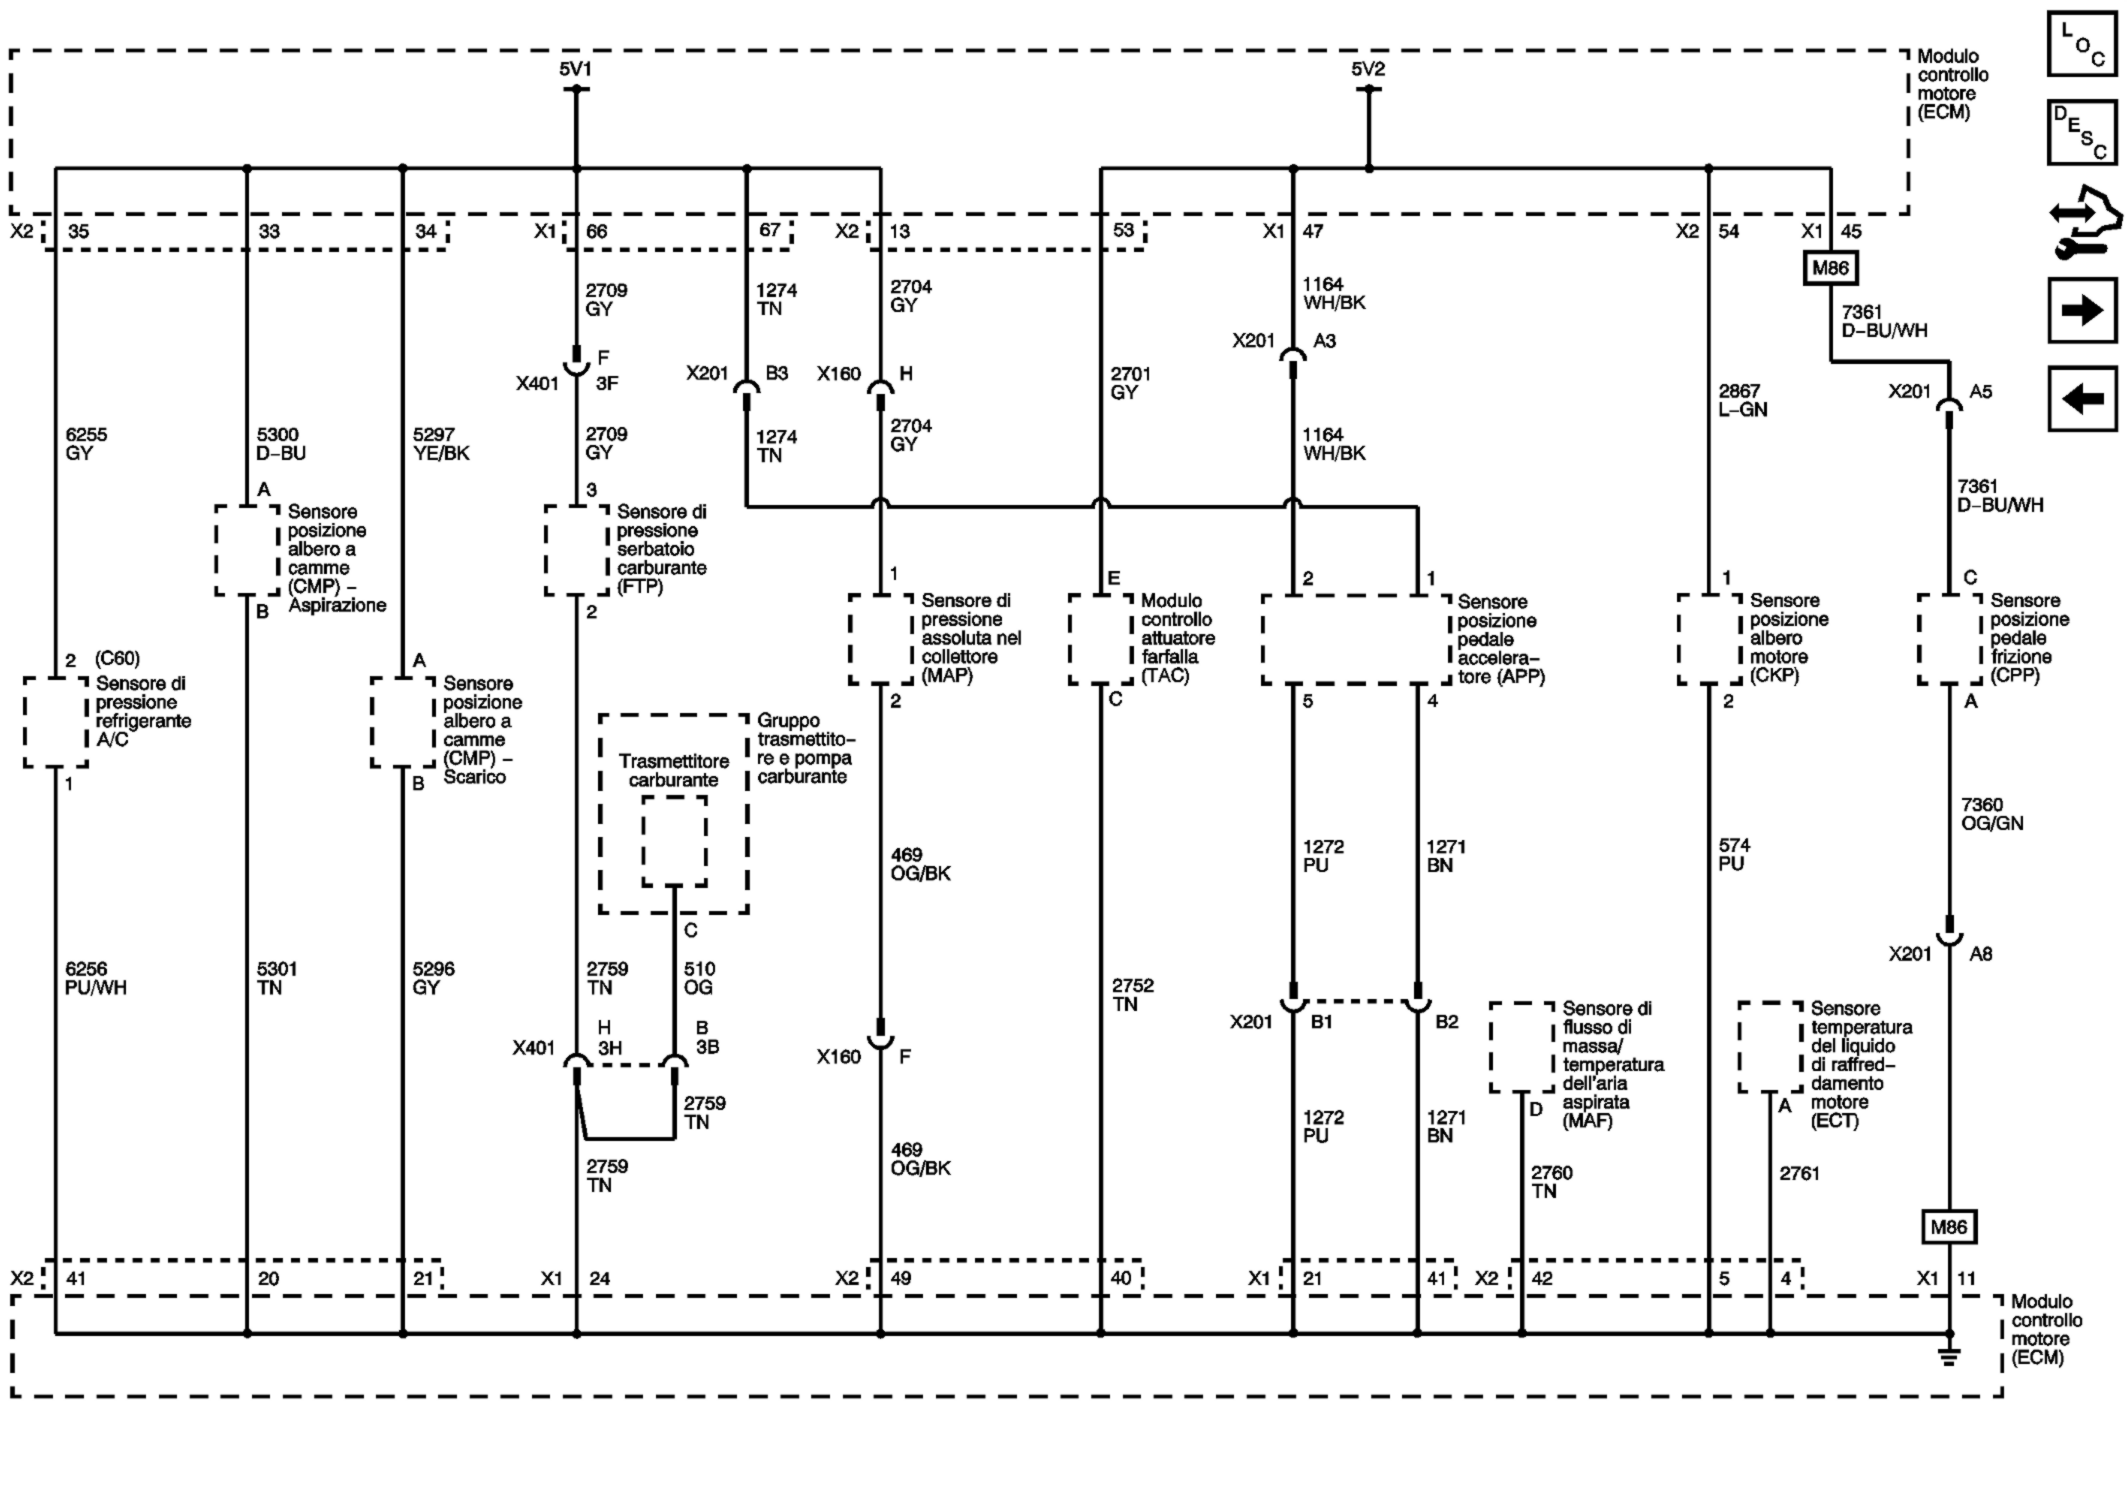 5V1
5V2
Modulo
controllo
motore
(ECM)
L
O
C
D
E
S
C
X2 35 33 34 X1 66 67 X2 13 53 X1 47 X2 54 X1 45
M86
2709
GY
1274
TN
2704
GY
1164
WH/BK
7361
D-BU/WH
X401 F
3F
X201 B3
X160 H
X201 A3
X201 A5
2701
GY
2867
L-GN
6255
GY
5300
D-BU
5297
YE/BK
2709
GY
1274
TN
2704
GY
1164
WH/BK
7361
D-BU/WH
A
Sensore
posizione
albero a
camme
(CMP) –
Aspirazione
B
3
Sensore di
pressione
serbatoio
carburante
(FTP)
2
1
Sensore di
pressione
assoluta nel
collettore
(MAP)
2
E
Modulo
controllo
attuatore
farfalla
(TAC)
C
2
1
Sensore
posizione
pedale
accelera–
tore (APP)
5
4
1
Sensore
posizione
albero
motore
(CKP)
2
C
Sensore
posizione
pedale
frizione
(CPP)
A
2 (C60)
Sensore di
pressione
refrigerante
A/C
1
A
Sensore
posizione
albero a
camme
(CMP) –
Scarico
B
Gruppo
trasmettito–
re e pompa
carburante
Trasmettitore
carburante
C
469
OG/BK
1272
PU
1271
BN
574
PU
7360
OG/GN
6256
PU/WH
5301
TN
5296
GY
2759
TN
510
OG
2752
TN
X401 H
3H
B
3B
X160 F
X201 B1 B2
X201 A8
2759
TN
2759
TN
469
OG/BK
1272
PU
1271
BN
Sensore di
flusso di
massa/
temperatura
dell'aria
aspirata
(MAF)
D
Sensore
temperatura
del liquido
di raffred–
damento
motore
(ECT)
A
2760
TN
2761
M86
X2 41 20 21 X1 24 X2 49 40 X1 21 41 X2 42 5 4 X1 11
Modulo
controllo
motore
(ECM)